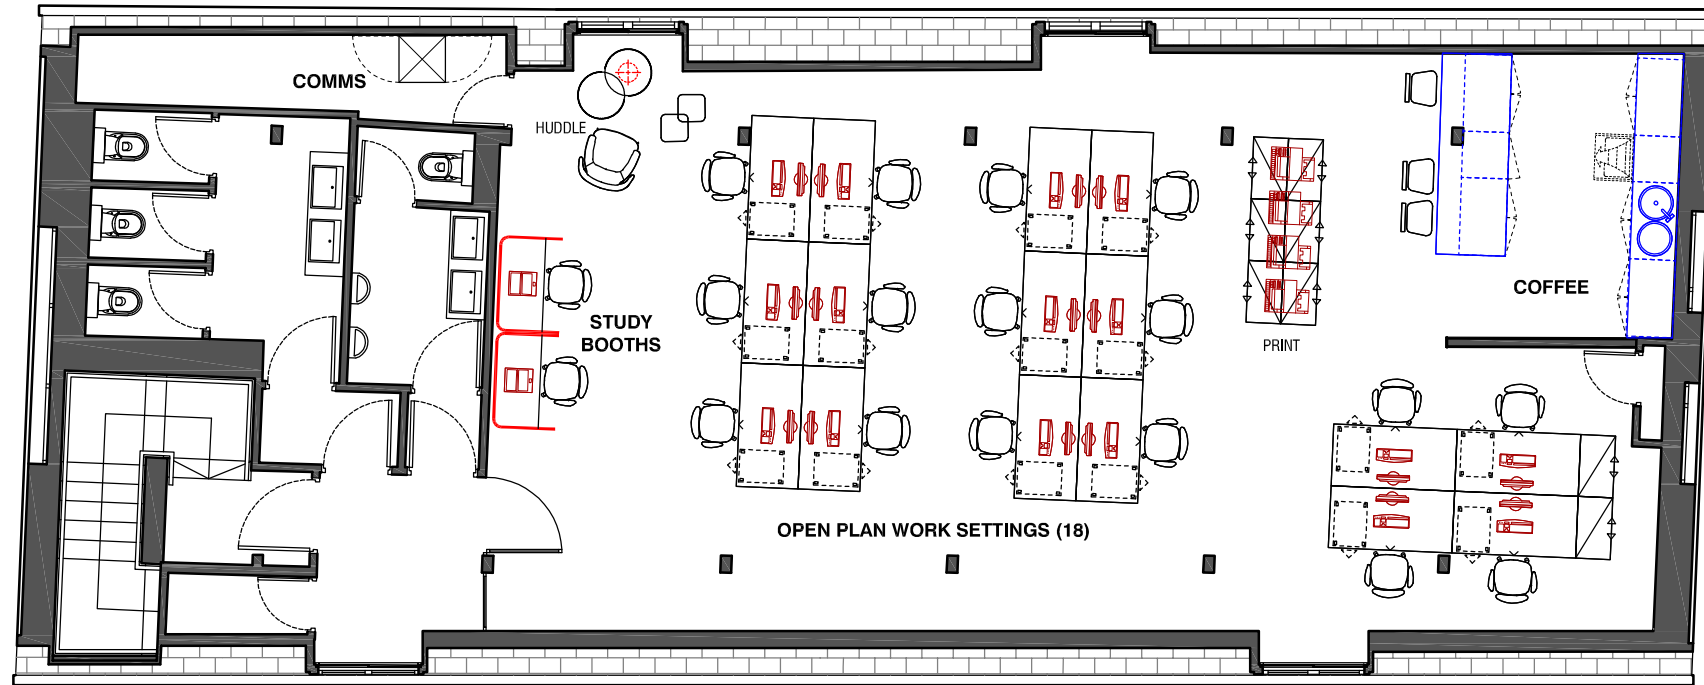 COMMS
HUDDLE
STUDY
BOOTHS
COFFEE
PRINT
OPEN PLAN WORK SETTINGS (18)